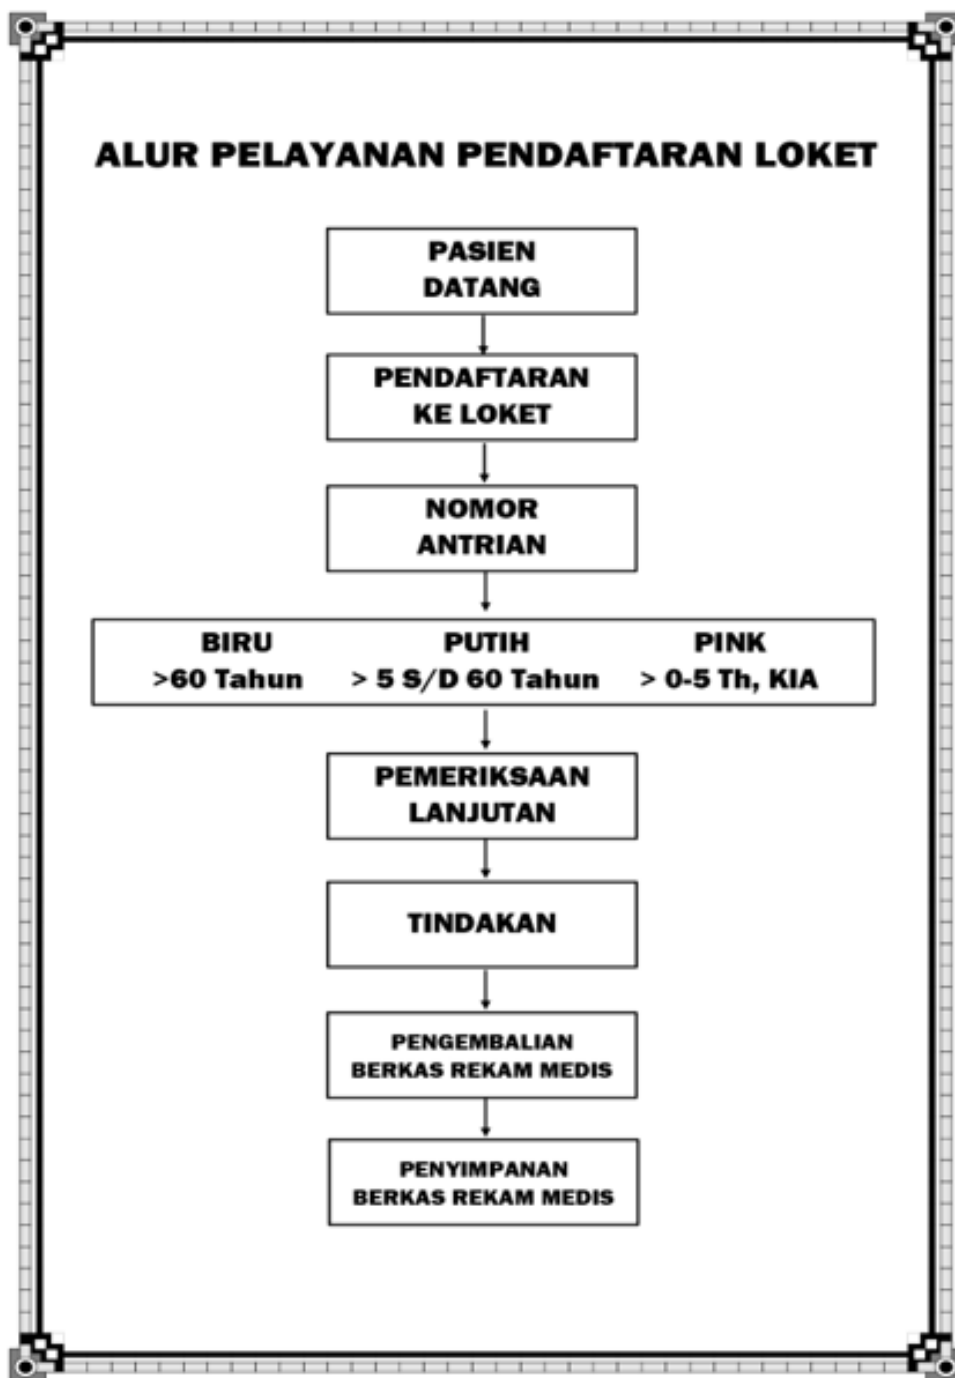 ALUR PELAYANAN PENDAFTARAN LOKET
PASIEN
DATANG
PENDAFTARAN
KE LOKET
NOMOR
ANTRIAN
BIRU PUTIH PINK
>60 Tahun > 5 S/D 60 Tahun > 0-5 Th, KIA
PEMERIKSAAN
LANJUTAN
TINDAKAN
PENGEMBALIAN
BERKAS REKAM MEDIS
PENYIMPANAN
BERKAS REKAM MEDIS